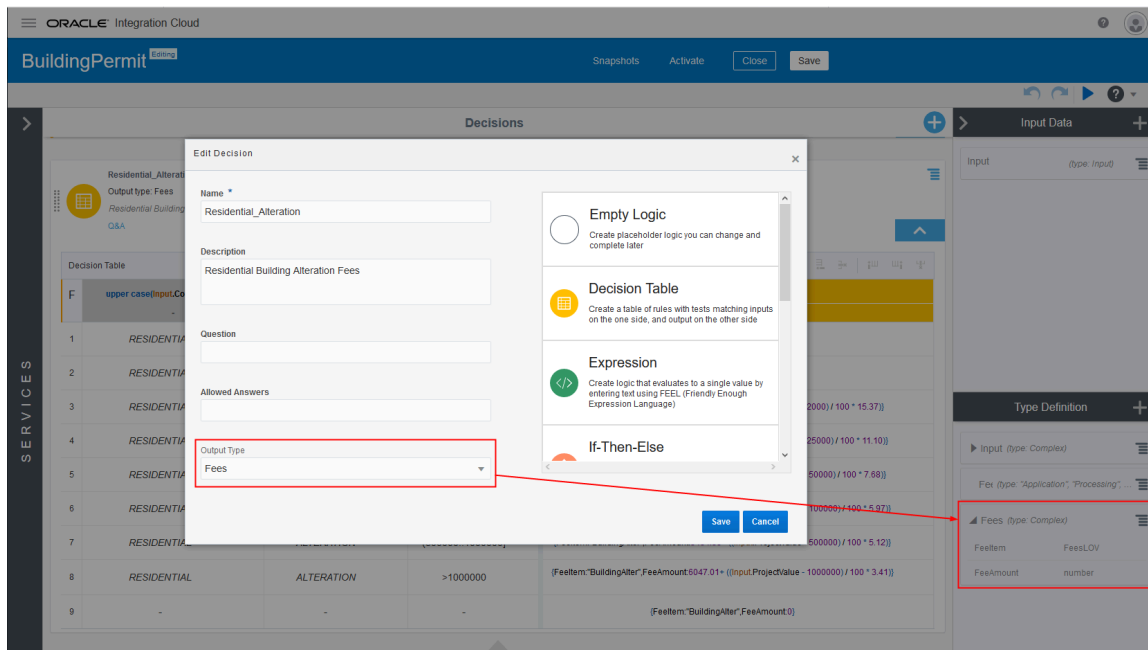 ORACLE Integration Cloud
BuildingPermit Editing
Snapshots Activate Close Save
SERVICES
Decisions
Residential_Alterati
Output type: Fees
Residential Building
Q&A
Decision Table
F upper case(Input.Co
-
1 RESIDENTIA
2 RESIDENTIA
3 RESIDENTIA 2000) / 100 * 15.37)}
4 RESIDENTIA 25000) / 100 * 11.10)}
5 RESIDENTIA 50000) / 100 * 7.68)}
6 RESIDENTIA 100000) / 100 * 5.97)}
7 RESIDENTIAL 500000) / 100 * 5.12)}
8 RESIDENTIAL ALTERATION >1000000 {FeeItem:"BuildingAlter",FeeAmount:6047.01+ ((Input.ProjectValue - 1000000) / 100 * 3.41)}
9 - - - {FeeItem:"BuildingAlter",FeeAmount:0}
Edit Decision
Name *
Residential_Alteration
Description
Residential Building Alteration Fees
Question
Allowed Answers
Output Type
Fees
Empty Logic
Create placeholder logic you can change and
complete later
Decision Table
Create a table of rules with tests matching inputs
on the one side, and output on the other side
Expression
Create logic that evaluates to a single value by
entering text using FEEL (Friendly Enough
Expression Language)
If-Then-Else
Save Cancel
Input Data
Input (type: Input)
Type Definition
Input (type: Complex)
Fee (type: "Application", "Processing", ...
Fees (type: Complex)
FeeItem FeesLOV
FeeAmount number